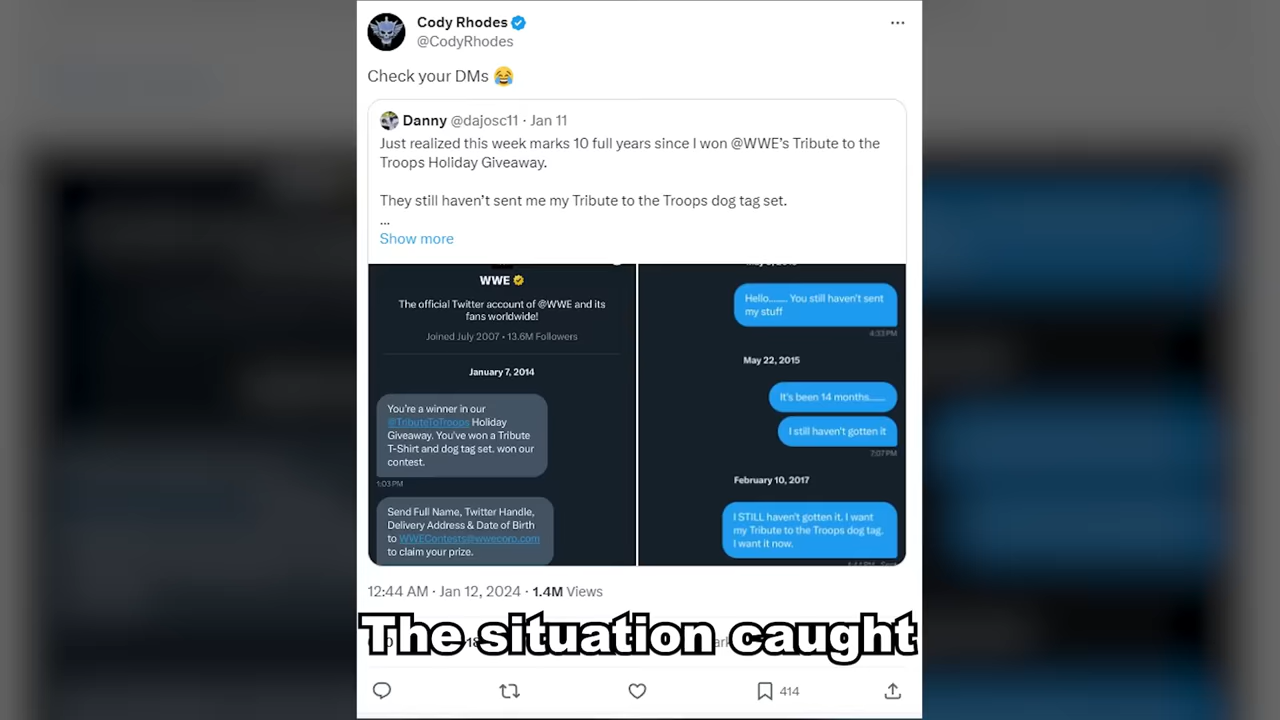 Cody Rhodes
@CodyRhodes
Check your DMs 😂
Danny @dajosc11 · Jan 11
Just realized this week marks 10 full years since I won @WWE's Tribute to the
Troops Holiday Giveaway.
They still haven't sent me my Tribute to the Troops dog tag set.
...
Show more
WWE
The official Twitter account of @WWE and its
fans worldwide!
Joined July 2007 · 13.6M Followers
January 7, 2014
You're a winner in our
@TributeToTroops Holiday
Giveaway. You've won a Tribute
T-Shirt and dog tag set. won our
contest.
1:03 PM
Send Full Name, Twitter Handle,
Delivery Address & Date of Birth
to WWEContests@wwecorp.com
to claim your prize.
Hello....... You still haven't sent
my stuff
4:33 PM
May 22, 2015
It's been 14 months.......
I still haven't gotten it
7:07 PM
February 10, 2017
I STILL haven't gotten it. I want
my Tribute to the Troops dog tag.
I want it now.
12:44 AM · Jan 12, 2024 · 1.4M Views
The situation caught
414